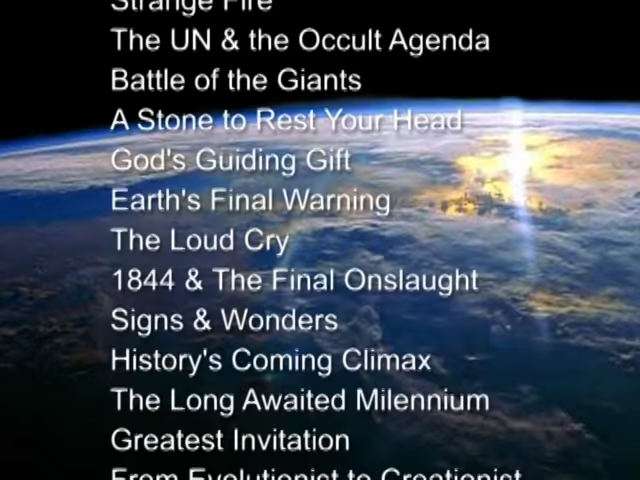 Strange Fire
The UN & the Occult Agenda
Battle of the Giants
A Stone to Rest Your Head
God's Guiding Gift
Earth's Final Warning
The Loud Cry
1844 & The Final Onslaught
Signs & Wonders
History's Coming Climax
The Long Awaited Milennium
Greatest Invitation
From Evolutionist to Creationist